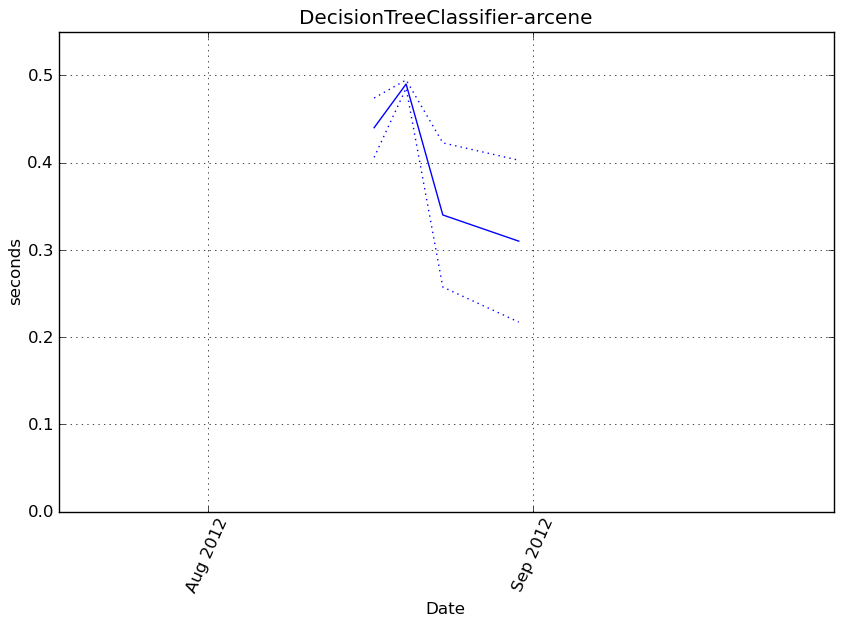 DecisionTreeClassifier-arcene
0.5
0.4
0.3
0.2
0.1
0.0
seconds
Aug 2012
Sep 2012
Date